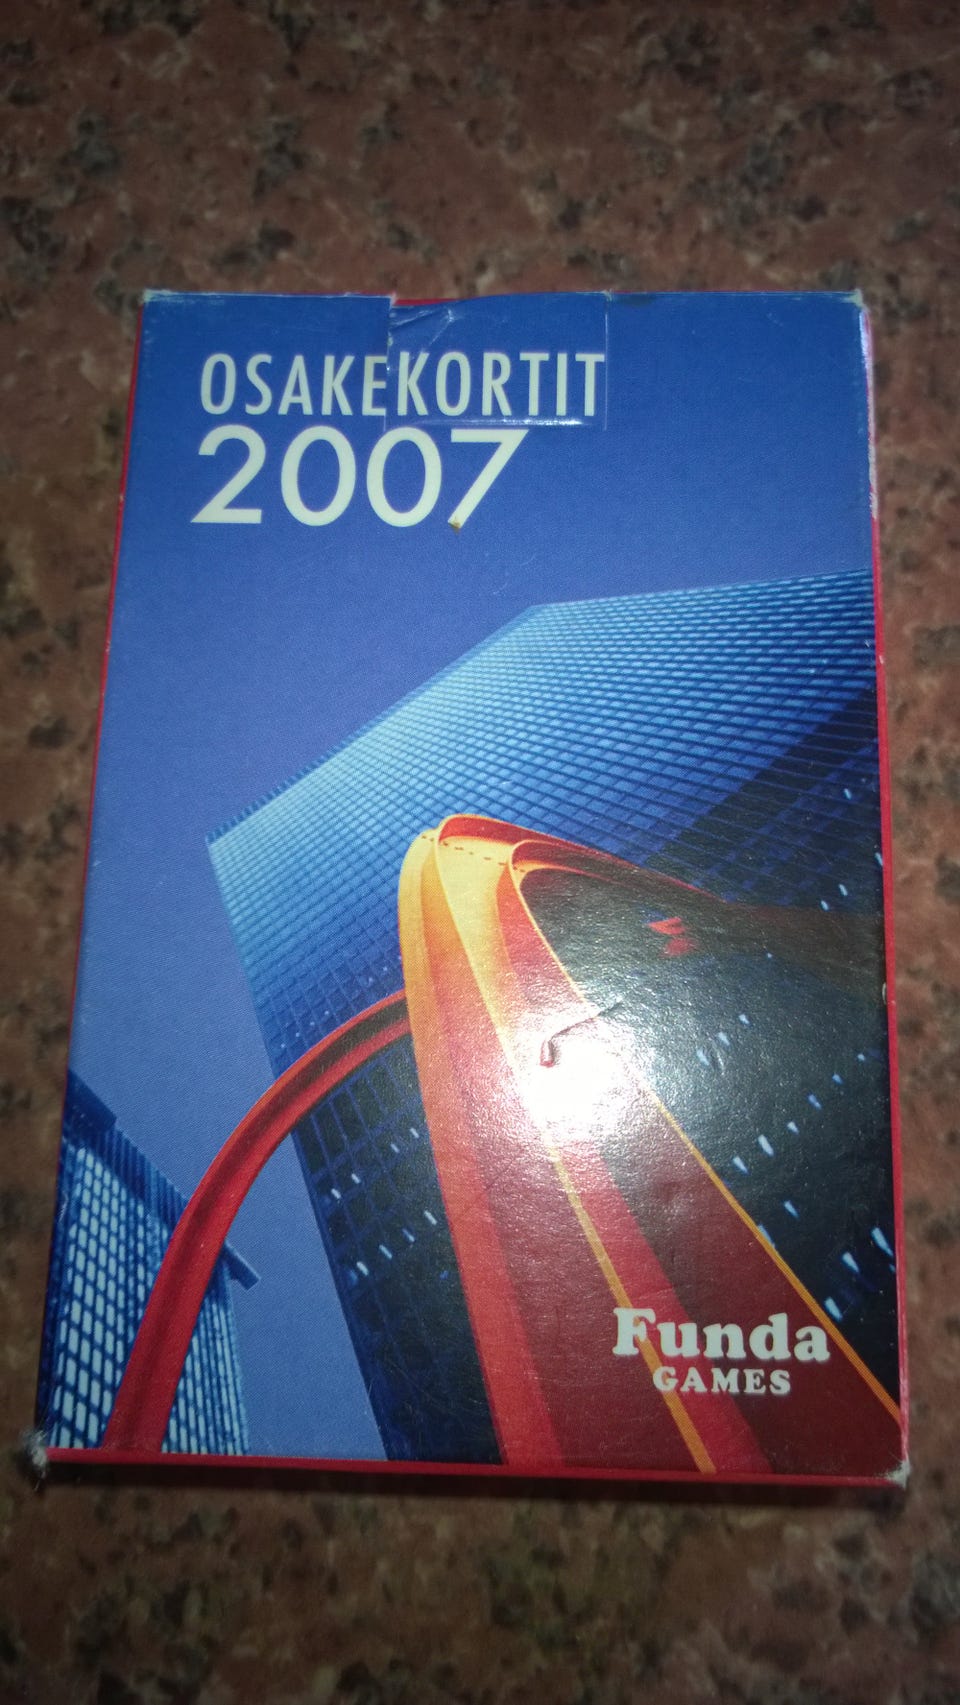 OSAKEKORTIT
2007
Funda
GAMES